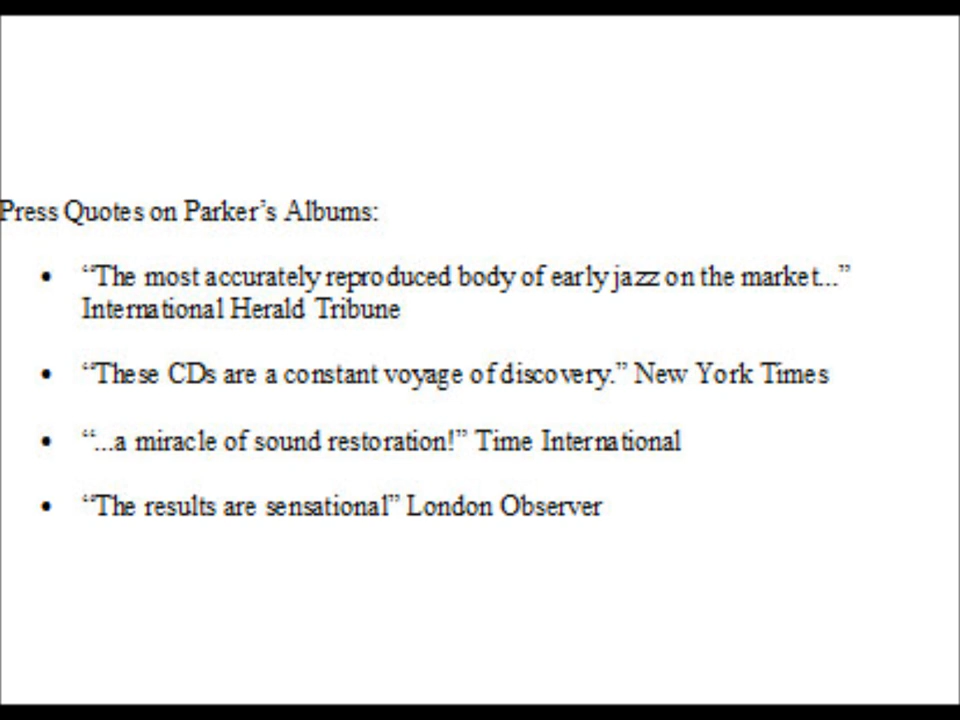 Press Quotes on Parker’s Albums:
• “The most accurately reproduced body of early jazz on the market...”
International Herald Tribune
• “These CDs are a constant voyage of discovery.” New York Times
• “...a miracle of sound restoration!” Time International
• “The results are sensational” London Observer